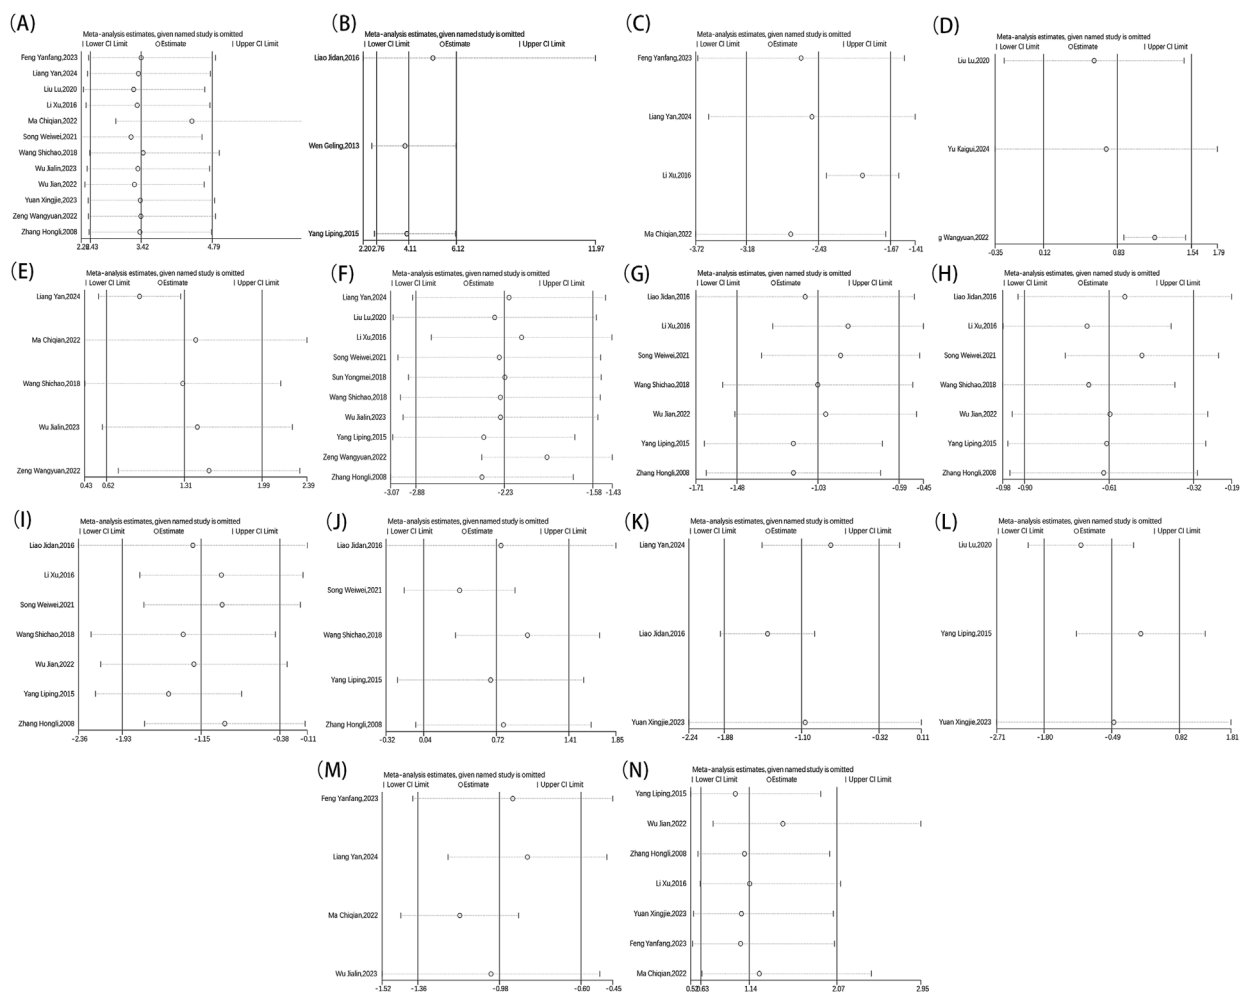 (A)
Meta-analysis estimates, given named study is omitted
| Lower CI Limit ○Estimate | Upper CI Limit
Feng Yanfang,2023
Liang Yan,2024
Liu Lu,2020
Li Xu,2016
Ma Chiqian,2022
Song Weiwei,2021
Wang Shichao,2018
Wu Jialin,2023
Wu Jian,2022
Yuan Xingjie,2023
Zeng Wangyuan,2022
Zhang Hongli,2008
2.43 3.42 4.79
(B)
Meta-analysis estimates, given named study is omitted
| Lower CI Limit ○Estimate | Upper CI Limit
Liao Jidan,2016
Wen Geling,2013
Yang Liping,2015
2.20 2.76 4.11 6.12 11.97
(C)
Meta-analysis estimates, given named study is omitted
| Lower CI Limit ○Estimate | Upper CI Limit
Feng Yanfang,2023
Liang Yan,2024
Li Xu,2016
Ma Chiqian,2022
-3.72 -3.18 -2.43 -1.67 -1.41
(D)
Meta-analysis estimates, given named study is omitted
| Lower CI Limit ○Estimate | Upper CI Limit
Liu Lu,2020
Yu Kaigui,2024
g Wangyuan,2022
-0.35 0.12 0.83 1.54 1.79
(E)
Meta-analysis estimates, given named study is omitted
| Lower CI Limit ○Estimate | Upper CI Limit
Liang Yan,2024
Ma Chiqian,2022
Wang Shichao,2018
Wu Jialin,2023
Zeng Wangyuan,2022
0.43 0.62 1.31 1.99 2.39
(F)
Meta-analysis estimates, given named study is omitted
| Lower CI Limit ○Estimate | Upper CI Limit
Liang Yan,2024
Liu Lu,2020
Li Xu,2016
Song Weiwei,2021
Sun Yongmei,2018
Wang Shichao,2018
Wu Jialin,2023
Yang Liping,2015
Zeng Wangyuan,2022
Zhang Hongli,2008
-3.07 -2.88 -2.23 -1.58 -1.43
(G)
Meta-analysis estimates, given named study is omitted
| Lower CI Limit ○Estimate | Upper CI Limit
Liao Jidan,2016
Li Xu,2016
Song Weiwei,2021
Wang Shichao,2018
Wu Jian,2022
Yang Liping,2015
Zhang Hongli,2008
-1.71 -1.48 -1.03 -0.59 -0.45
(H)
Meta-analysis estimates, given named study is omitted
| Lower CI Limit ○Estimate | Upper CI Limit
Liao Jidan,2016
Li Xu,2016
Song Weiwei,2021
Wang Shichao,2018
Wu Jian,2022
Yang Liping,2015
Zhang Hongli,2008
-0.98 -0.90 -0.61 -0.32 -0.19
(I)
Meta-analysis estimates, given named study is omitted
| Lower CI Limit ○Estimate | Upper CI Limit
Liao Jidan,2016
Li Xu,2016
Song Weiwei,2021
Wang Shichao,2018
Wu Jian,2022
Yang Liping,2015
Zhang Hongli,2008
-2.36 -1.93 -1.15 -0.38 -0.11
(J)
Meta-analysis estimates, given named study is omitted
| Lower CI Limit ○Estimate | Upper CI Limit
Liao Jidan,2016
Song Weiwei,2021
Wang Shichao,2018
Yang Liping,2015
Zhang Hongli,2008
-0.32 0.04 0.72 1.41 1.85
(K)
Meta-analysis estimates, given named study is omitted
| Lower CI Limit ○Estimate | Upper CI Limit
Liang Yan,2024
Liao Jidan,2016
Yuan Xingjie,2023
-2.24 -1.88 -1.10 -0.32 0.11
(L)
Meta-analysis estimates, given named study is omitted
| Lower CI Limit ○Estimate | Upper CI Limit
Liu Lu,2020
Yang Liping,2015
Yuan Xingjie,2023
-2.71 -1.80 -0.49 0.82 1.81
(M)
Meta-analysis estimates, given named study is omitted
| Lower CI Limit ○Estimate | Upper CI Limit
Feng Yanfang,2023
Liang Yan,2024
Ma Chiqian,2022
Wu Jialin,2023
-1.52 -1.36 -0.98 -0.60 -0.45
(N)
Meta-analysis estimates, given named study is omitted
| Lower CI Limit ○Estimate | Upper CI Limit
Yang Liping,2015
Wu Jian,2022
Zhang Hongli,2008
Li Xu,2016
Yuan Xingjie,2023
Feng Yanfang,2023
Ma Chiqian,2022
0.52 0.63 1.14 2.07 2.95